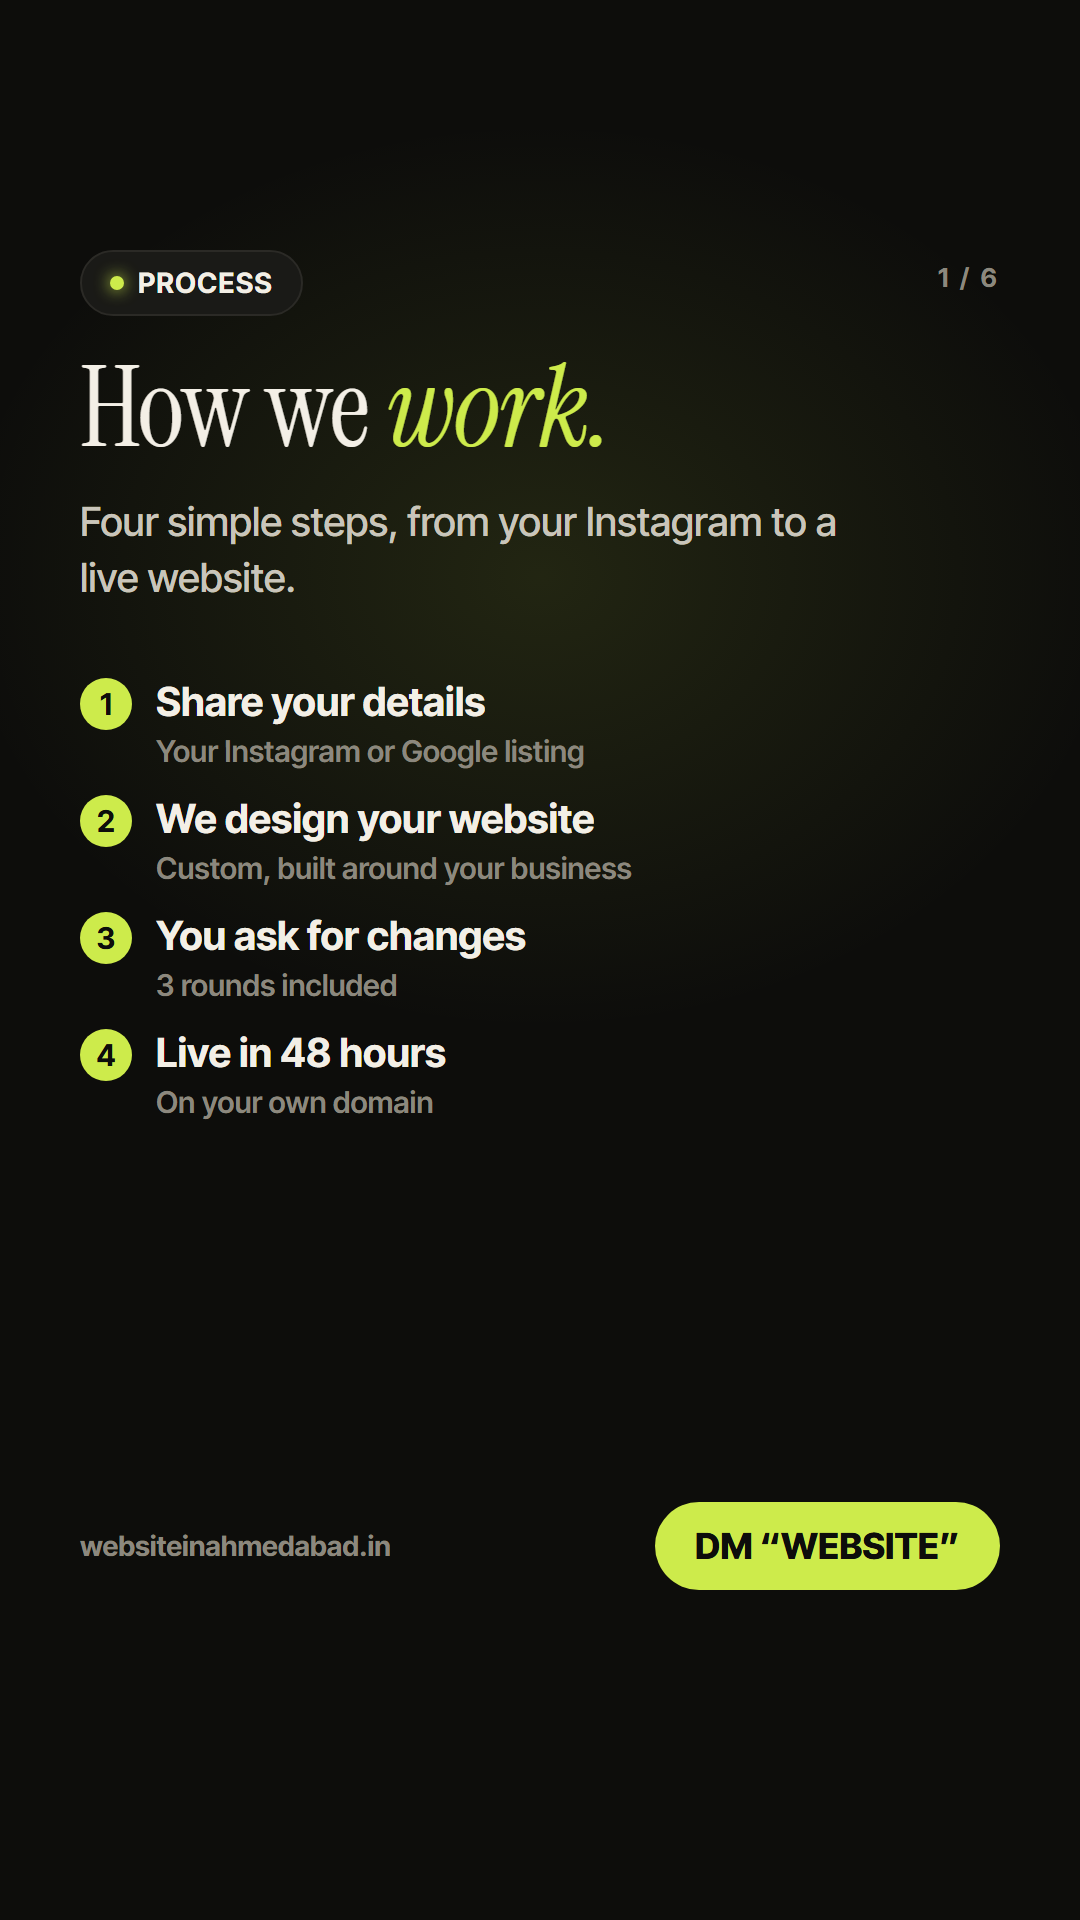 PROCESS
1 / 6
How we work.
Four simple steps, from your Instagram to a
live website.
1 Share your details
Your Instagram or Google listing
2 We design your website
Custom, built around your business
3 You ask for changes
3 rounds included
4 Live in 48 hours
On your own domain
websiteinahmedabad.in
DM “WEBSITE”